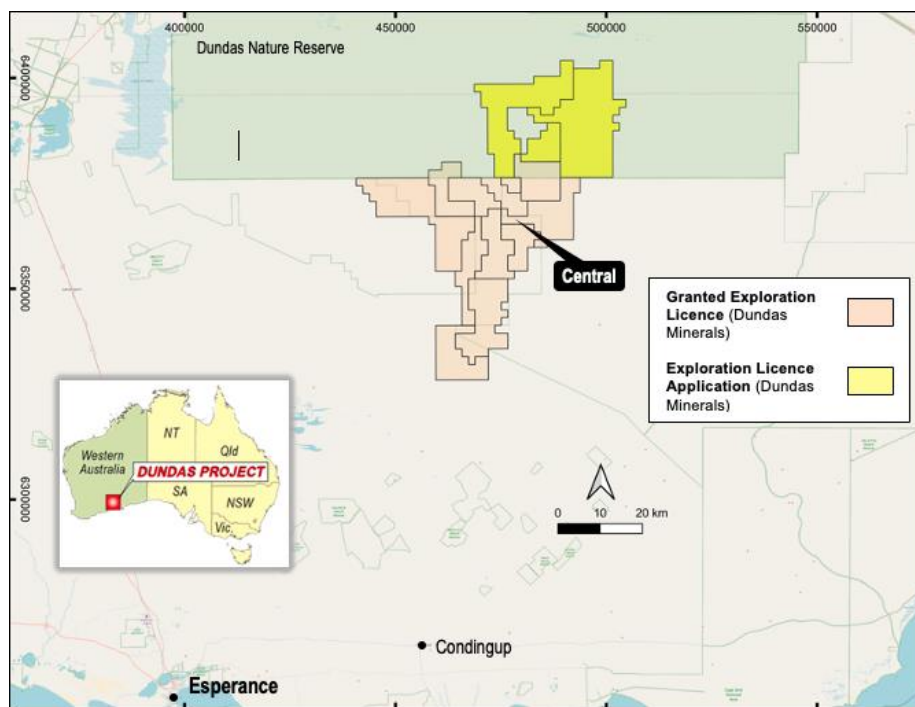 400000
450000
500000
550000
Dundas Nature Reserve
6400000
6350000
6300000
Central
Granted Exploration
Licence (Dundas
Minerals)
Exploration Licence
Application (Dundas
Minerals)
NT
Western
Australia
Qld
DUNDAS PROJECT
SA
NSW
Vic
0 10 20 km
Condingup
Esperance